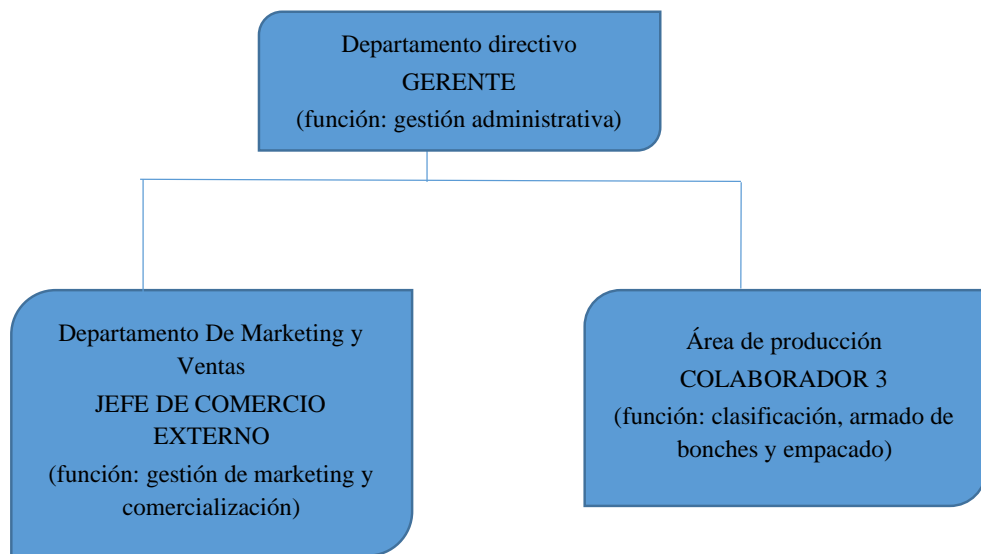 Departamento directivo
GERENTE
(función: gestión administrativa)
Departamento De Marketing y
Ventas
JEFE DE COMERCIO
EXTERNO
(función: gestión de marketing y
comercialización)
Área de producción
COLABORADOR 3
(función: clasificación, armado de
bonches y empacado)